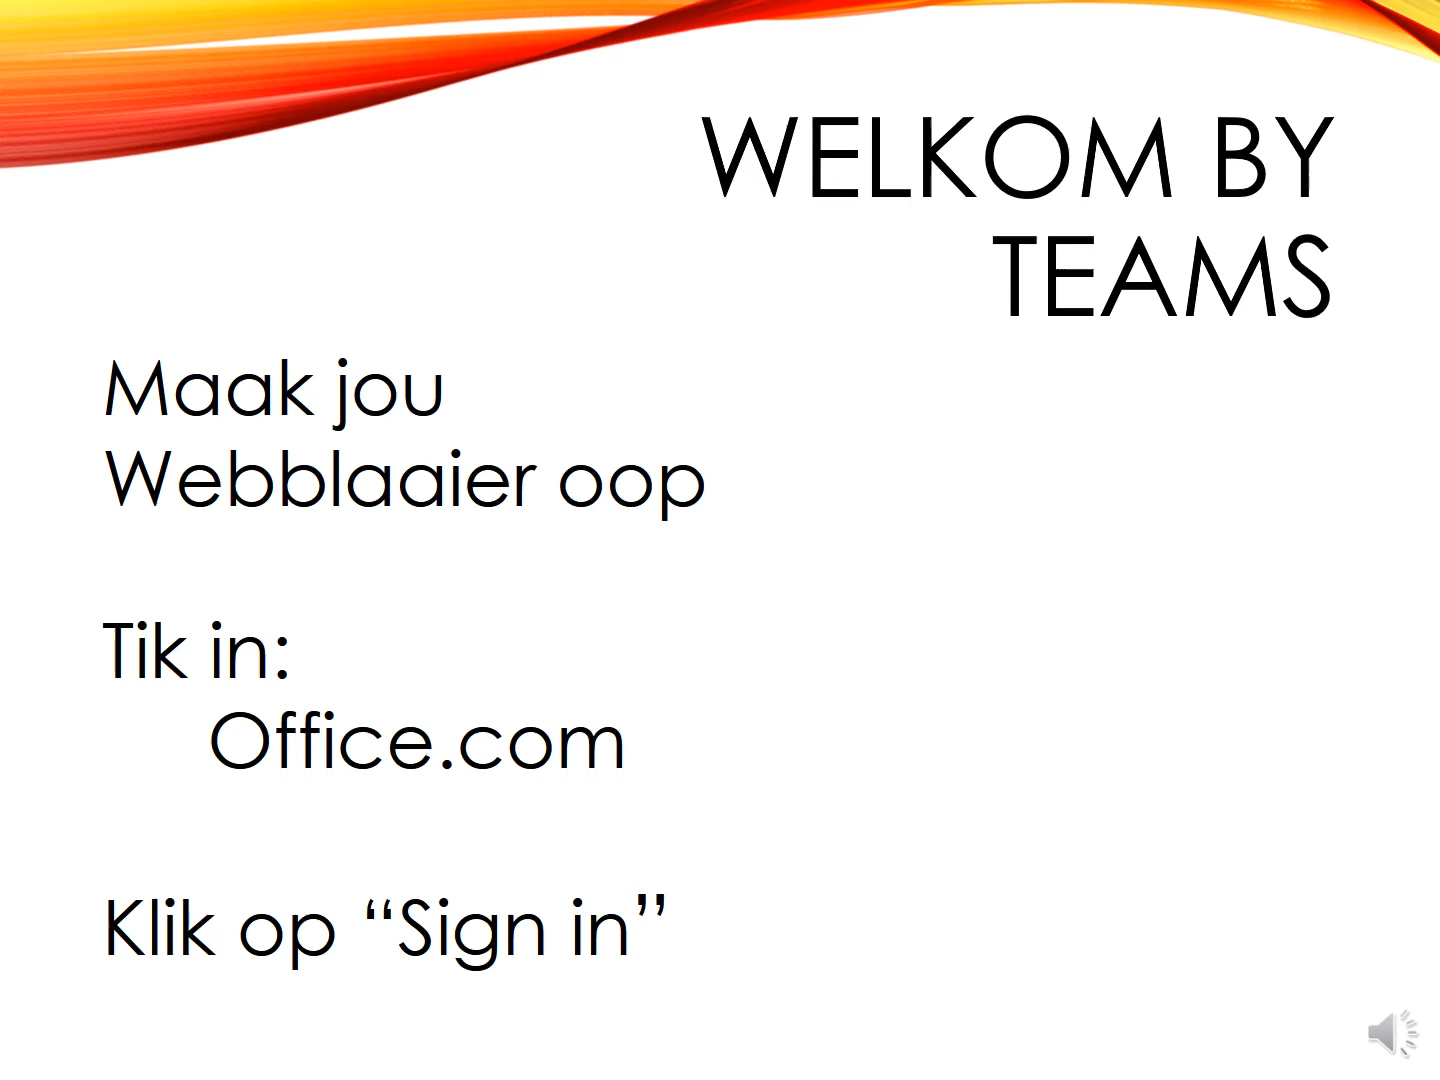 WELKOM BY
TEAMS
Maak jou
Webblaaier oop
Tik in:
Office.com
Klik op “Sign in”